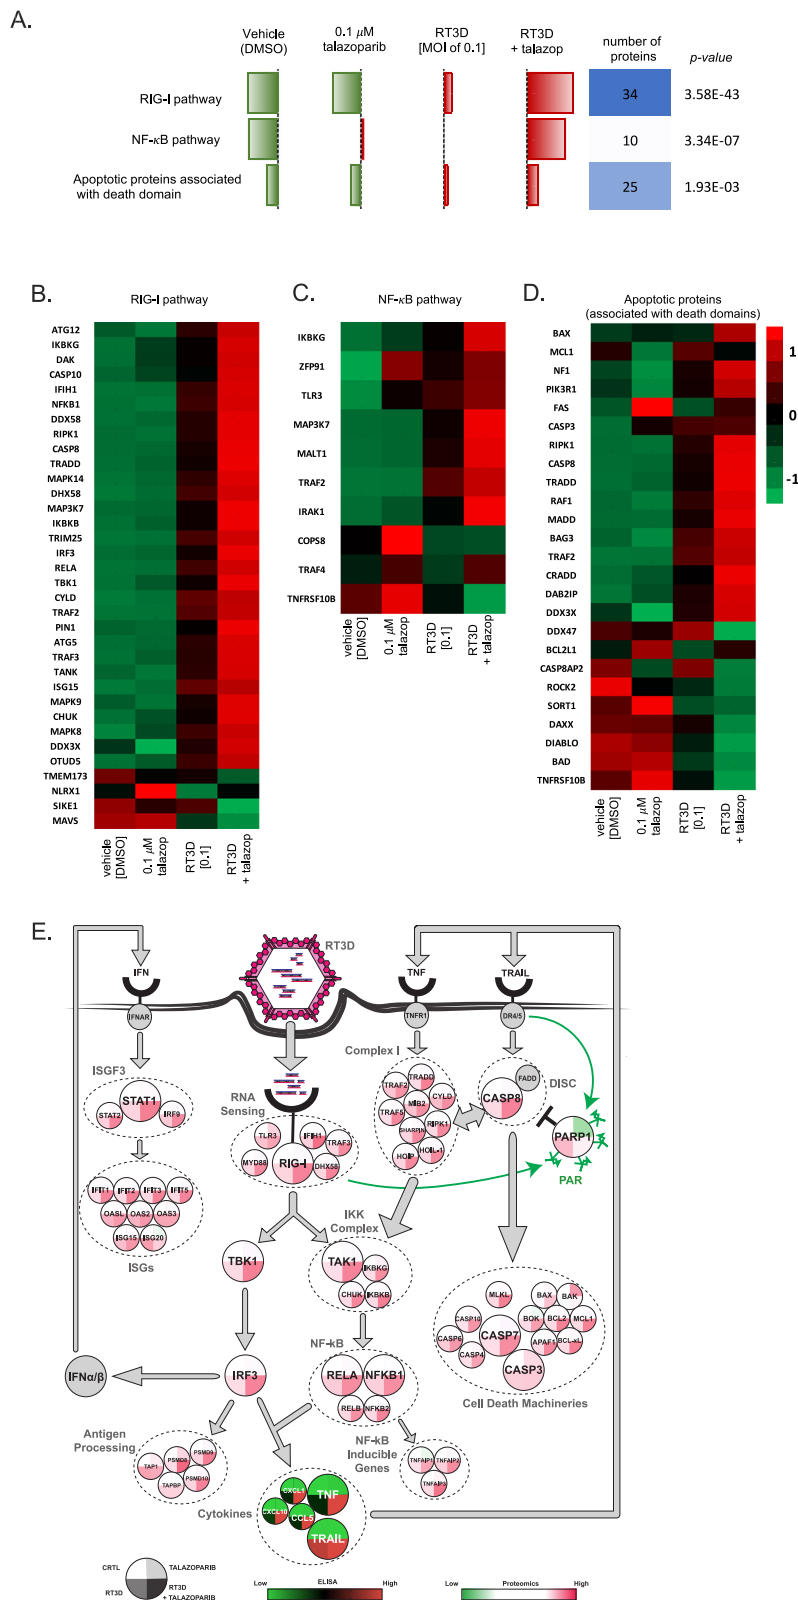 A.
Vehicle
(DMSO)
0.1 µM
talazoparib
RT3D
[MOI of 0.1]
RT3D
+ talazop
number of
proteins
p-value
RIG-I pathway
34
3.58E-43
NF-κB pathway
10
3.34E-07
Apoptotic proteins associated
with death domain
25
1.93E-03
B.
RIG-I pathway
ATG12
IKBKG
DAK
CASP10
IFIH1
NFKB1
DDX58
RIPK1
CASP8
TRADD
MAPK14
DHX58
MAP3K7
IKBKB
TRIM25
IRF3
RELA
TBK1
CYLD
TRAF2
PIN1
ATG5
TRAF3
TANK
ISG15
MAPK9
CHUK
MAPK8
DDX3X
OTUD5
TMEM173
NLRX1
SIKE1
MAVS
vehicle
[DMSO]
0.1 µM
talazop
RT3D
[0.1]
RT3D
+ talazop
C.
NF-κB pathway
IKBKG
ZFP91
TLR3
MAP3K7
MALT1
TRAF2
IRAK1
COPS8
TRAF4
TNFRSF10B
vehicle
[DMSO]
0.1 µM
talazop
RT3D
[0.1]
RT3D
+ talazop
D.
Apoptotic proteins
(associated with death domains)
BAX
MCL1
NF1
PIK3R1
FAS
CASP3
RIPK1
CASP8
TRADD
RAF1
MADD
BAG3
TRAF2
CRADD
DAB2IP
DDX3X
DDX47
BCL2L1
CASP8AP2
ROCK2
SORT1
DAXX
DIABLO
BAD
TNFRSF10B
vehicle
[DMSO]
0.1 µM
talazop
RT3D
[0.1]
RT3D
+ talazop
1
0
-1
E.
RT3D
IFN
IFNAR
TNF
TNFR1
TRAIL
DR4/5
ISGF3
STAT1
STAT2
IRF9
RNA
Sensing
TLR3
IFIH1
TRAF3
MYD88
RIG-I
DHX58
Complex I
TRADD
TRAF2
CYLD
MIB2
TRAF5
RIPK1
SHARPIN
HOIP
HOIL-1
FADD
CASP8
DISC
PARP1
PAR
IFIT1
IFIT2
IFIT3
IFIT5
OASL
OAS2
OAS3
ISG15
ISG20
ISGs
TBK1
IKK
Complex
TAK1
IKBKG
CHUK
IKBKB
NF-kB
RELA
NFKB1
RELB
NFKB2
MLKL
BAX
BAK
CASP10
BOK
BCL2
MCL1
CASP6
CASP7
APAF1
BCL-xL
CASP4
CASP3
Cell Death Machineries
IFNα/β
IRF3
Antigen
Processing
PSMD9
TAP1
PSMD8
PSMD10
TAPBP
NF-kB
Inducible
Genes
TNFAIP1
TNFAIP2
TNFAIP3
Cytokines
CXCL1
TNF
CXCL10
CCL5
TRAIL
CRTL
TALAZOPARIB
RT3D
RT3D
+ TALAZOPARIB
Low
ELISA
High
Low
Proteomics
High